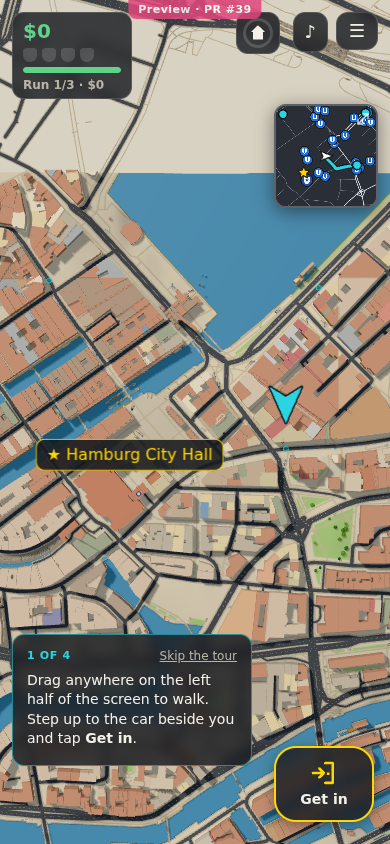 Preview · PR #39
$0
Run 1/3 · $0
★ Hamburg City Hall
1 OF 4
Skip the tour
Drag anywhere on the left
half of the screen to walk.
Step up to the car beside you
and tap Get in.
Get in